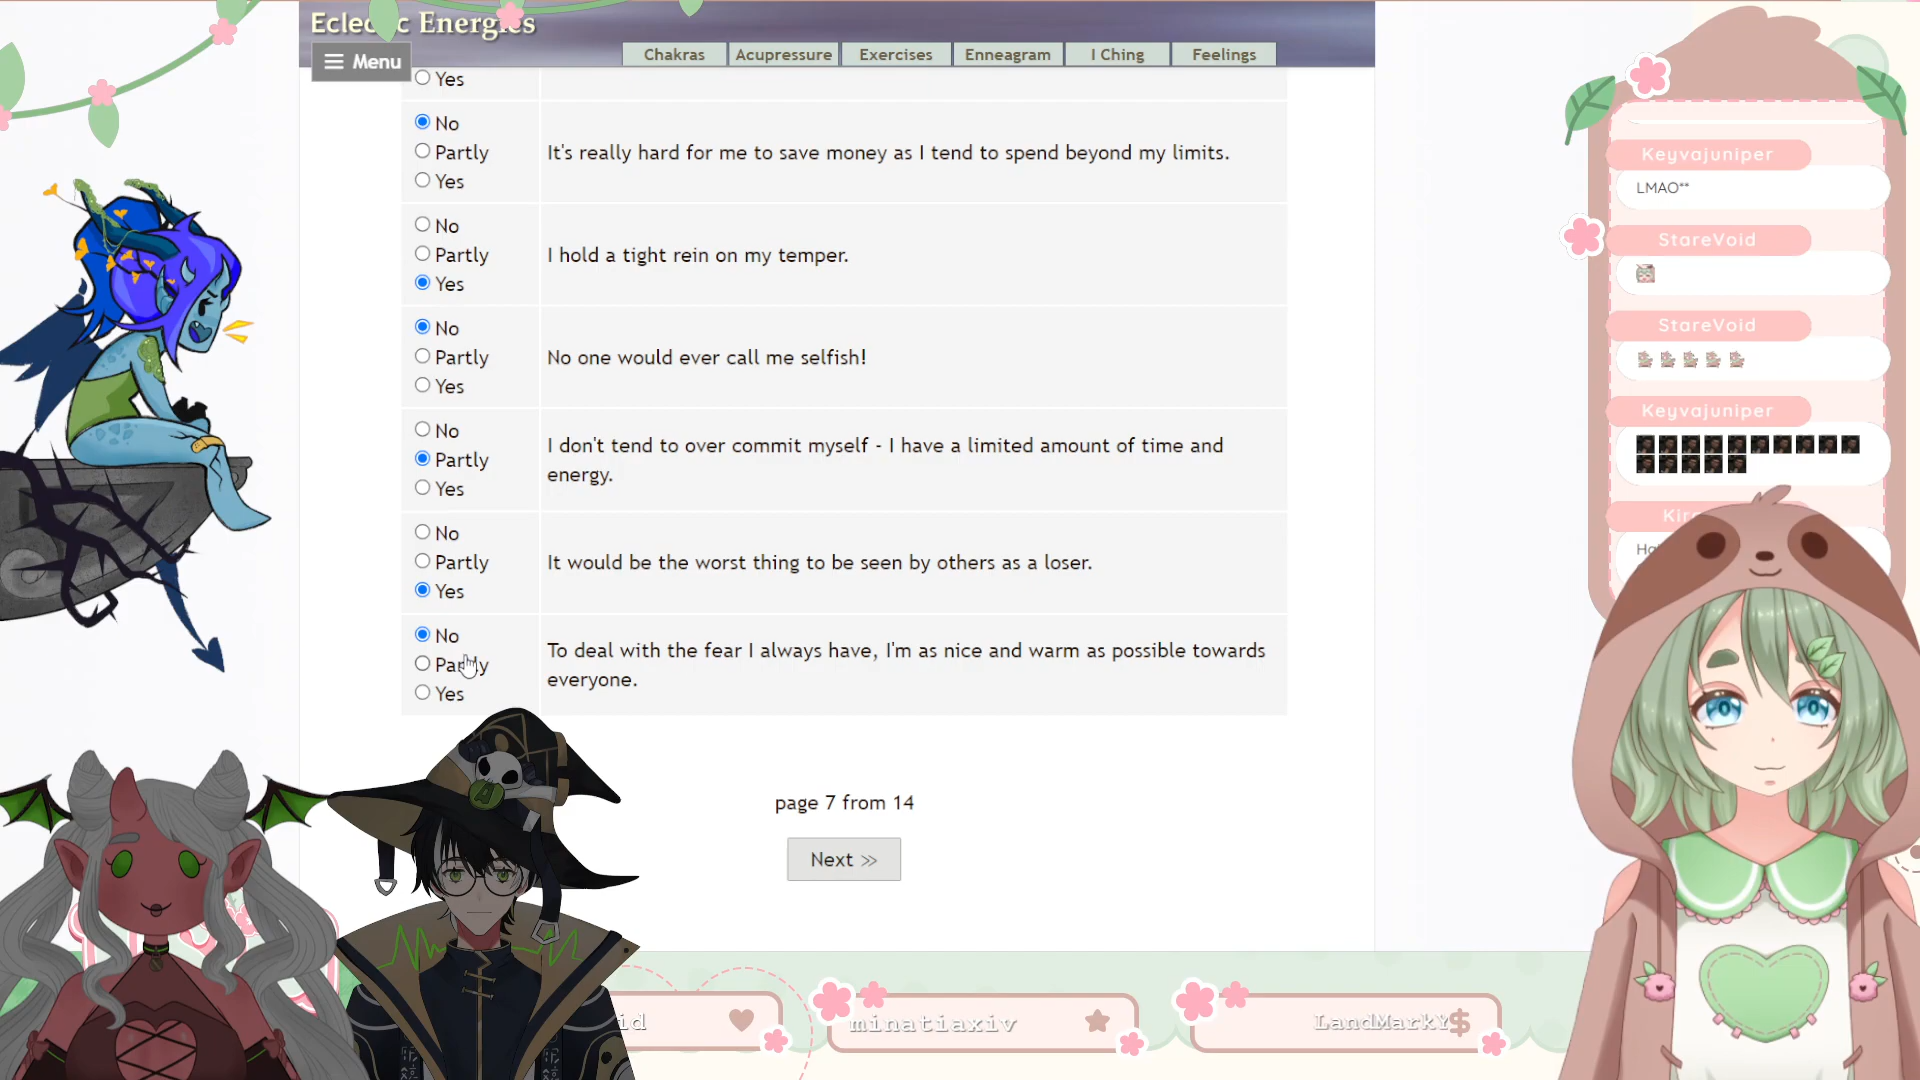 Eclectic Energies
Menu
Chakras
Acupressure
Exercises
Enneagram
I Ching
Feelings
Yes
No
Partly
Yes
It's really hard for me to save money as I tend to spend beyond my limits.
No
Partly
Yes
I hold a tight rein on my temper.
No
Partly
Yes
No one would ever call me selfish!
No
Partly
Yes
I don't tend to over commit myself - I have a limited amount of time and
energy.
No
Partly
Yes
It would be the worst thing to be seen by others as a loser.
No
Partly
Yes
To deal with the fear I always have, I'm as nice and warm as possible towards
everyone.
page 7 from 14
Next >>
Keyvajuniper
LMAO**
StareVoid
StareVoid
Keyvajuniper
minatiaxiv
LandMarkY